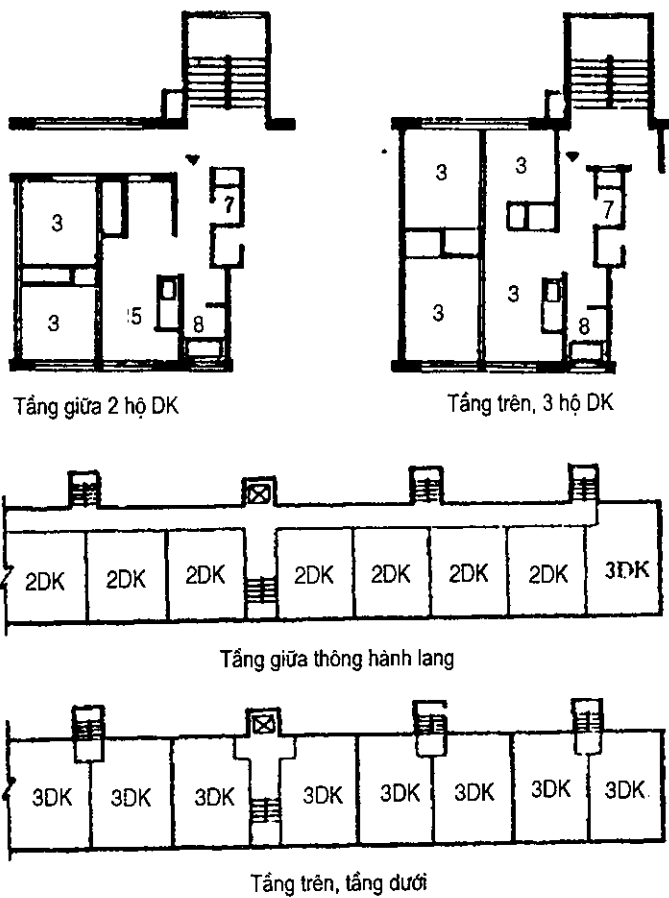 3
7
3
5
8
Tầng giữa 2 hộ DK
3
3
7
3
3
8
Tầng trên, 3 hộ DK
2DK 2DK 2DK 2DK 2DK 2DK 2DK 3DK
Tầng giữa thông hành lang
3DK 3DK 3DK 3DK 3DK 3DK 3DK 3DK
Tầng trên, tầng dưới